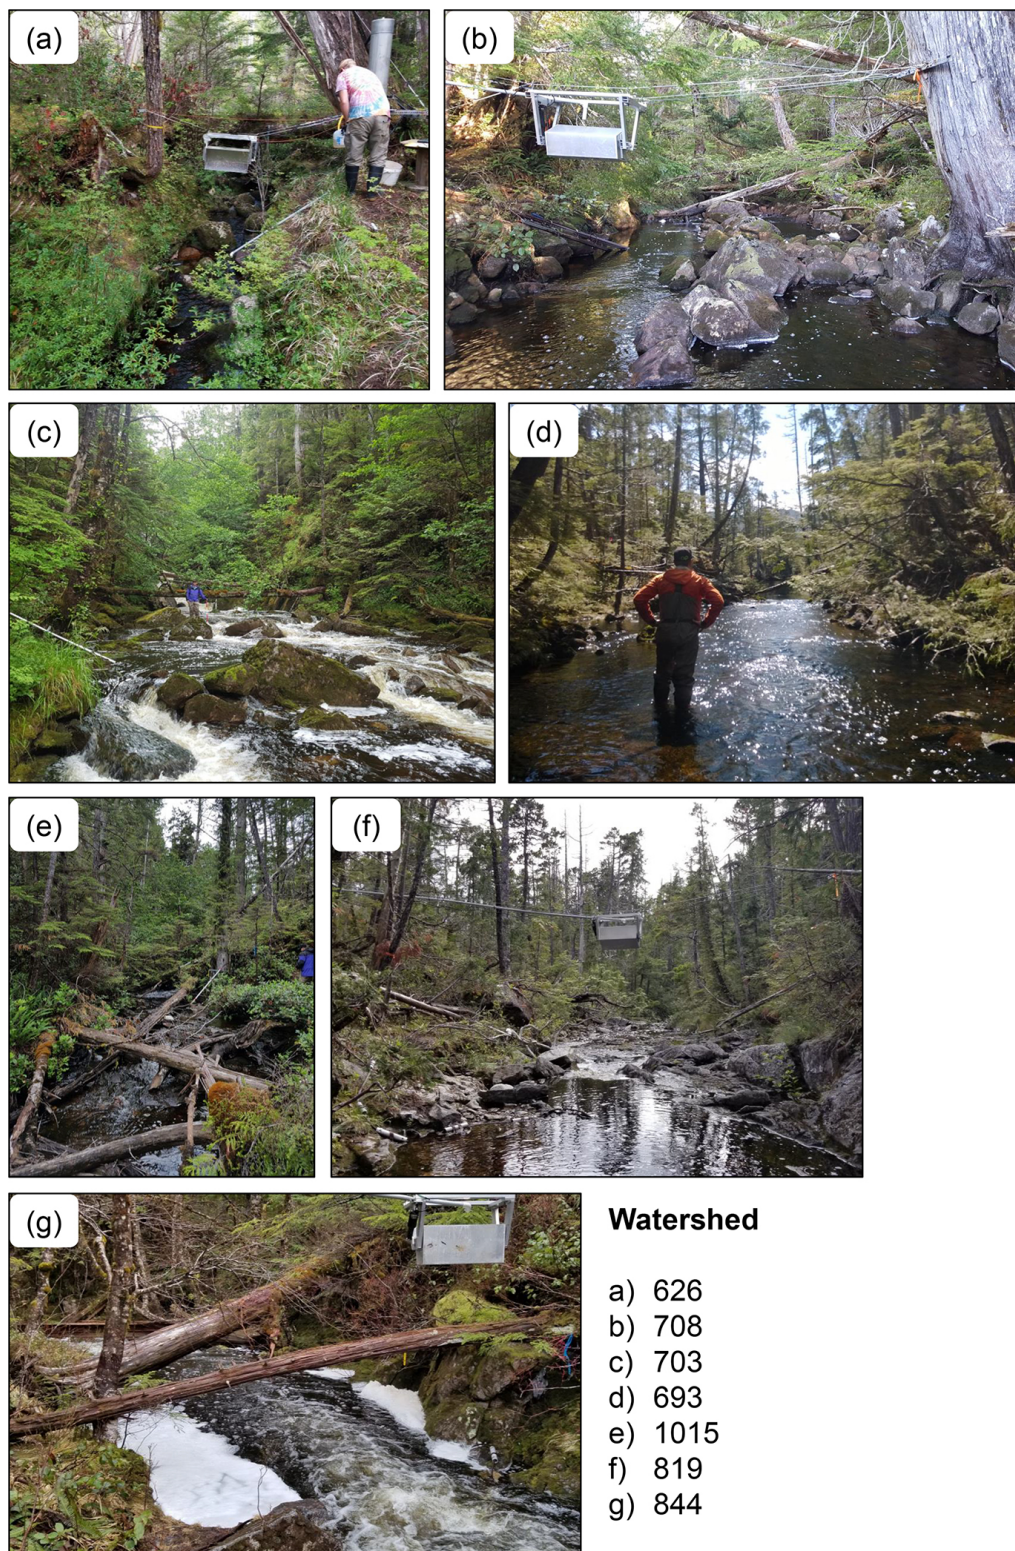 (a)
(b)
(c)
(d)
(e)
(f)
(g)
Watershed
a) 626
b) 708
c) 703
d) 693
e) 1015
f) 819
g) 844